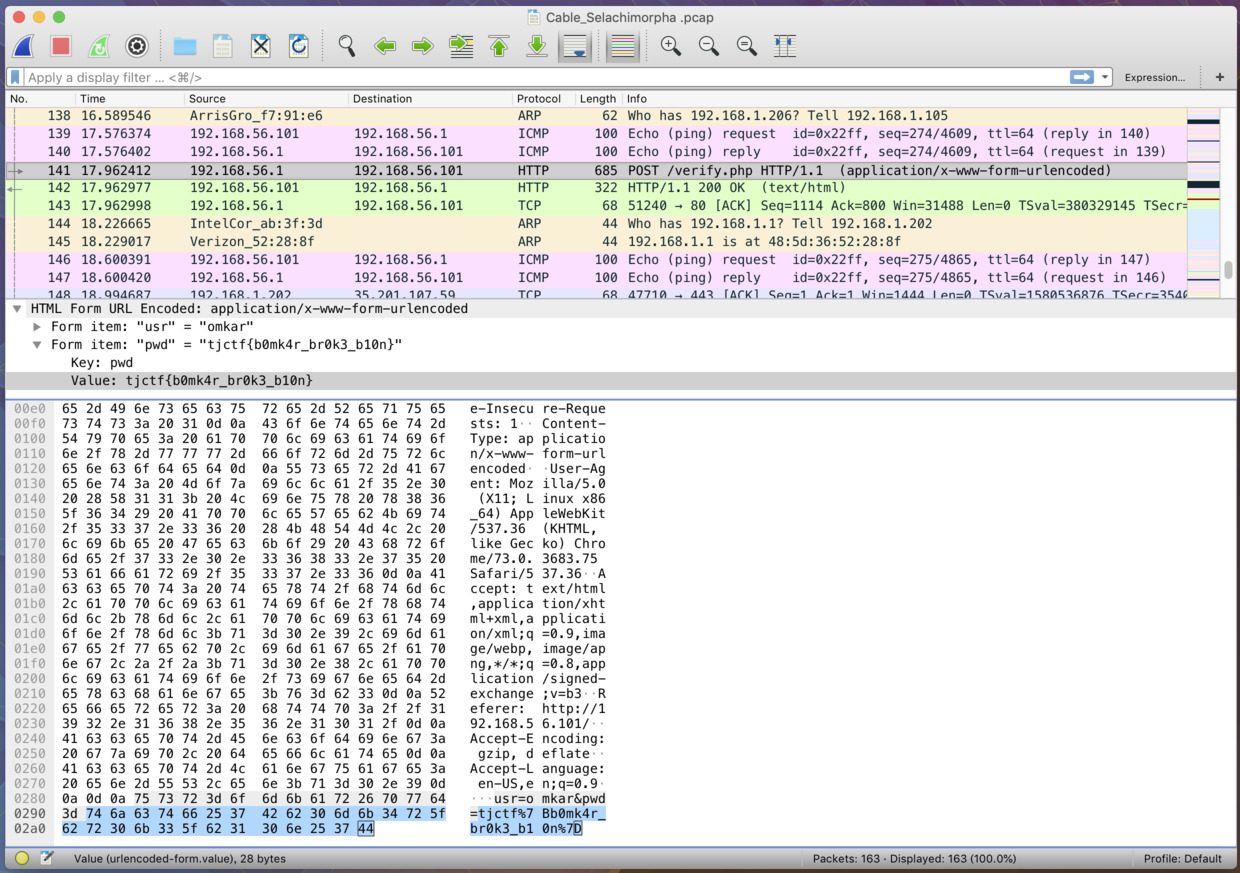 Cable_Selachimorpha .pcap
Apply a display filter ... <⌘/>
Expression...
+
No. Time Source Destination Protocol Length Info
138 16.589546 ArrisGro_f7:91:e6 ARP 62 Who has 192.168.1.206? Tell 192.168.1.105
139 17.576374 192.168.56.101 192.168.56.1 ICMP 100 Echo (ping) request id=0x22ff, seq=274/4609, ttl=64 (reply in 140)
140 17.576402 192.168.56.1 192.168.56.101 ICMP 100 Echo (ping) reply id=0x22ff, seq=274/4609, ttl=64 (request in 139)
141 17.962412 192.168.56.1 192.168.56.101 HTTP 685 POST /verify.php HTTP/1.1 (application/x-www-form-urlencoded)
142 17.962977 192.168.56.101 192.168.56.1 HTTP 322 HTTP/1.1 200 OK (text/html)
143 17.962998 192.168.56.1 192.168.56.101 TCP 68 51240 → 80 [ACK] Seq=1114 Ack=800 Win=31488 Len=0 TSval=380329145 TSecr=
144 18.226665 IntelCor_ab:3f:3d ARP 44 Who has 192.168.1.1? Tell 192.168.1.202
145 18.229017 Verizon_52:28:8f ARP 44 192.168.1.1 is at 48:5d:36:52:28:8f
146 18.600391 192.168.56.101 192.168.56.1 ICMP 100 Echo (ping) request id=0x22ff, seq=275/4865, ttl=64 (reply in 147)
147 18.600420 192.168.56.1 192.168.56.101 ICMP 100 Echo (ping) reply id=0x22ff, seq=275/4865, ttl=64 (request in 146)
148 18.994687 192.168.1.202 35.201.107.59 TCP 68 47710 → 443 [ACK] Seq=1 Ack=1 Win=1444 Len=0 TSval=1580536876 TSecr=3540
HTML Form URL Encoded: application/x-www-form-urlencoded
Form item: "usr" = "omkar"
Form item: "pwd" = "tjctf{b0mk4r_br0k3_b10n}"
Key: pwd
Value: tjctf{b0mk4r_br0k3_b10n}
00e0 65 2d 49 6e 73 65 63 75 72 65 2d 52 65 71 75 65 e-Insecu re-Reque
00f0 73 74 73 3a 20 31 0d 0a 43 6f 6e 74 65 6e 74 2d sts: 1·· Content-
0100 54 79 70 65 3a 20 61 70 70 6c 69 63 61 74 69 6f Type: ap plicatio
0110 6e 2f 78 2d 77 77 77 2d 66 6f 72 6d 2d 75 72 6c n/x-www- form-url
0120 65 6e 63 6f 64 65 64 0d 0a 55 73 65 72 2d 41 67 encoded· ·User-Ag
0130 65 6e 74 3a 20 4d 6f 7a 69 6c 6c 61 2f 35 2e 30 ent: Moz illa/5.0
0140 20 28 58 31 31 3b 20 4c 69 6e 75 78 20 78 38 36 (X11; L inux x86
0150 5f 36 34 29 20 41 70 70 6c 65 57 65 62 4b 69 74 _64) App leWebKit
0160 2f 35 33 37 2e 33 36 20 28 4b 48 54 4d 4c 2c 20 /537.36 (KHTML,
0170 6c 69 6b 65 20 47 65 63 6b 6f 29 20 43 68 72 6f like Gec ko) Chro
0180 6d 65 2f 37 33 2e 30 2e 33 36 38 33 2e 37 35 20 me/73.0. 3683.75
0190 53 61 66 61 72 69 2f 35 33 37 2e 33 36 0d 0a 41 Safari/5 37.36··A
01a0 63 63 65 70 74 3a 20 74 65 78 74 2f 68 74 6d 6c ccept: t ext/html
01b0 2c 61 70 70 6c 69 63 61 74 69 6f 6e 2f 78 68 74 ,applica tion/xht
01c0 6d 6c 2b 78 6d 6c 2c 61 70 70 6c 69 63 61 74 69 ml+xml,a pplicati
01d0 6f 6e 2f 78 6d 6c 3b 71 3d 30 2e 39 2c 69 6d 61 on/xml;q =0.9,ima
01e0 67 65 2f 77 65 62 70 2c 69 6d 61 67 65 2f 61 70 ge/webp, image/ap
01f0 6e 67 2c 2a 2f 2a 3b 71 3d 30 2e 38 2c 61 70 70 ng,*/*;q =0.8,app
0200 6c 69 63 61 74 69 6f 6e 2f 73 69 67 6e 65 64 2d lication /signed-
0210 65 78 63 68 61 6e 67 65 3b 76 3d 62 33 0d 0a 52 exchange ;v=b3··R
0220 65 66 65 72 65 72 3a 20 68 74 74 70 3a 2f 2f 31 eferer: http://1
0230 39 32 2e 31 36 38 2e 35 36 2e 31 30 31 2f 0d 0a 92.168.5 6.101/··
0240 41 63 63 65 70 74 2d 45 6e 63 6f 64 69 6e 67 3a Accept-E ncoding:
0250 20 67 7a 69 70 2c 20 64 65 66 6c 61 74 65 0d 0a gzip, d eflate··
0260 41 63 63 65 70 74 2d 4c 61 6e 67 75 61 67 65 3a Accept-L anguage:
0270 20 65 6e 2d 55 53 2c 65 6e 3b 71 3d 30 2e 39 0d en-US,e n;q=0.9·
0280 0a 0d 0a 75 73 72 3d 6f 6d 6b 61 72 26 70 77 64 ···usr=o mkar&pwd
0290 3d 74 6a 63 74 66 25 37 42 62 30 6d 6b 34 72 5f =tjctf%7 Bb0mk4r_
02a0 62 72 30 6b 33 5f 62 31 30 6e 25 37 44 br0k3_b1 0n%7D
Value (urlencoded-form.value), 28 bytes
Packets: 163 · Displayed: 163 (100.0%)
Profile: Default